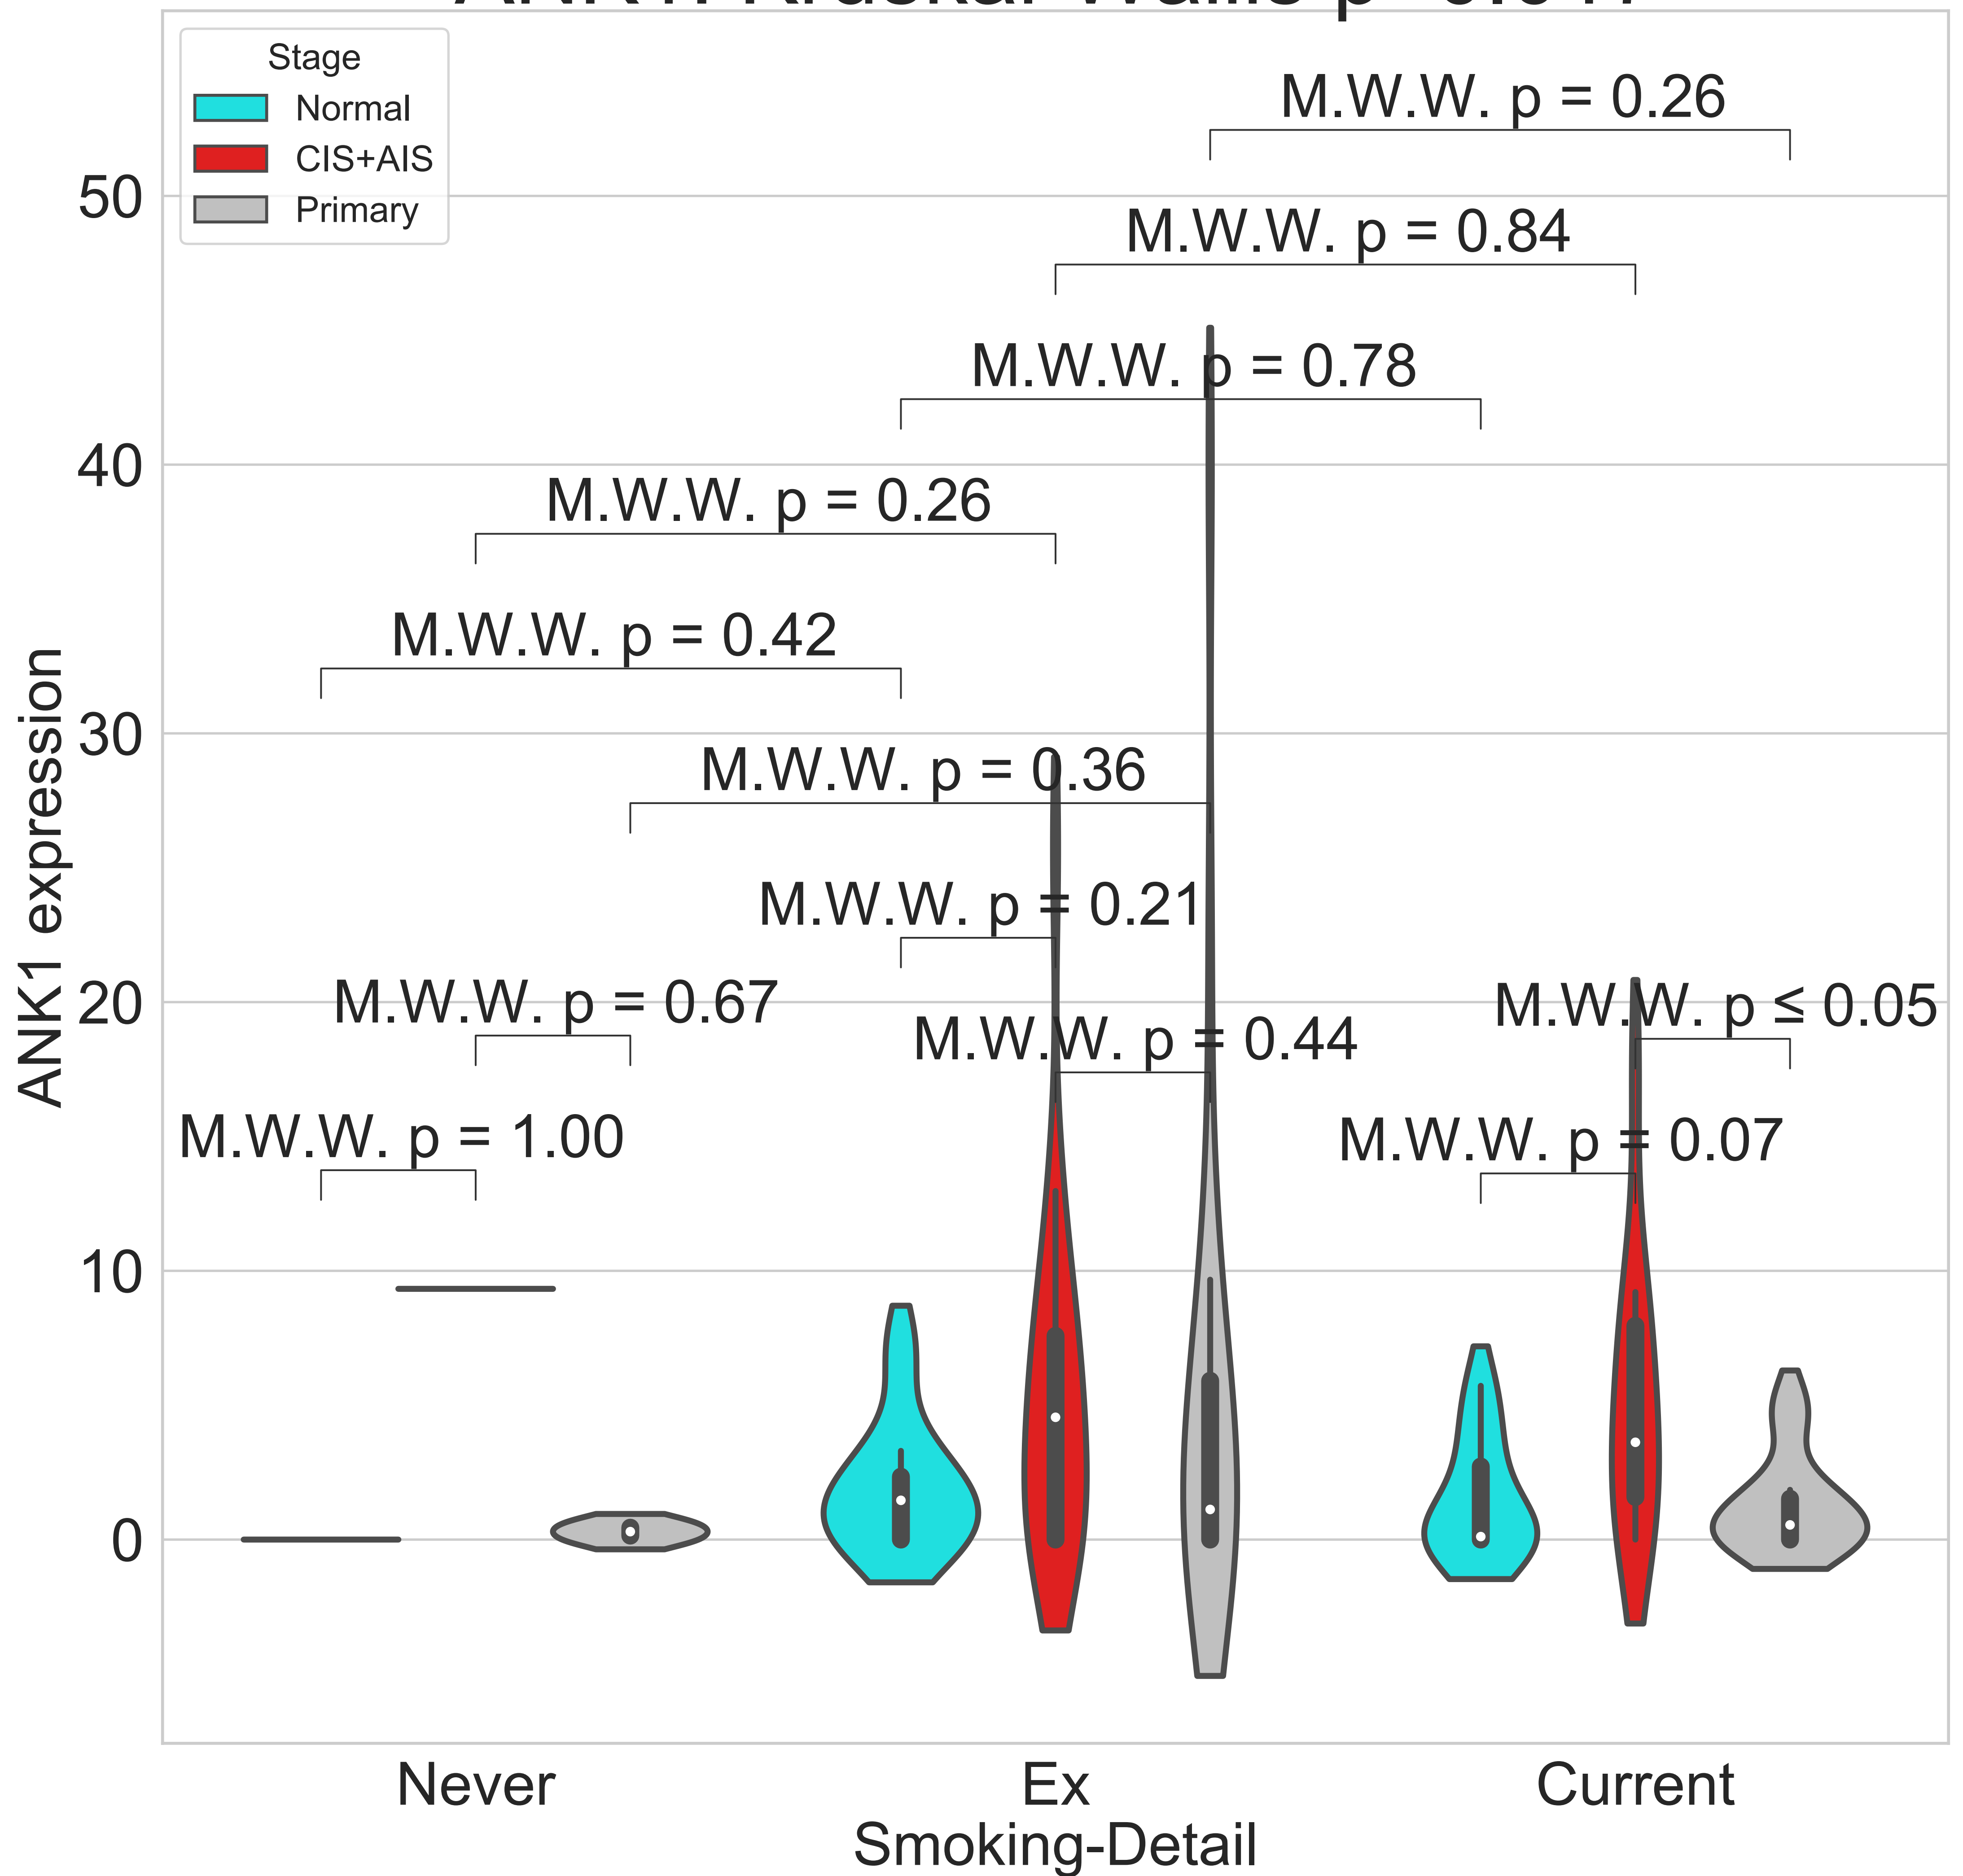 Stage
Normal
CIS+AIS
Primary
M.W.W. p = 0.26
M.W.W. p = 0.84
M.W.W. p = 0.78
M.W.W. p = 0.26
M.W.W. p = 0.42
M.W.W. p = 0.36
M.W.W. p = 0.21
M.W.W. p = 0.67
M.W.W. p ≤ 0.05
M.W.W. p = 0.44
M.W.W. p = 1.00
M.W.W. p = 0.07
50
40
30
20
10
0
ANK1 expression
Never Ex Current
Smoking-Detail